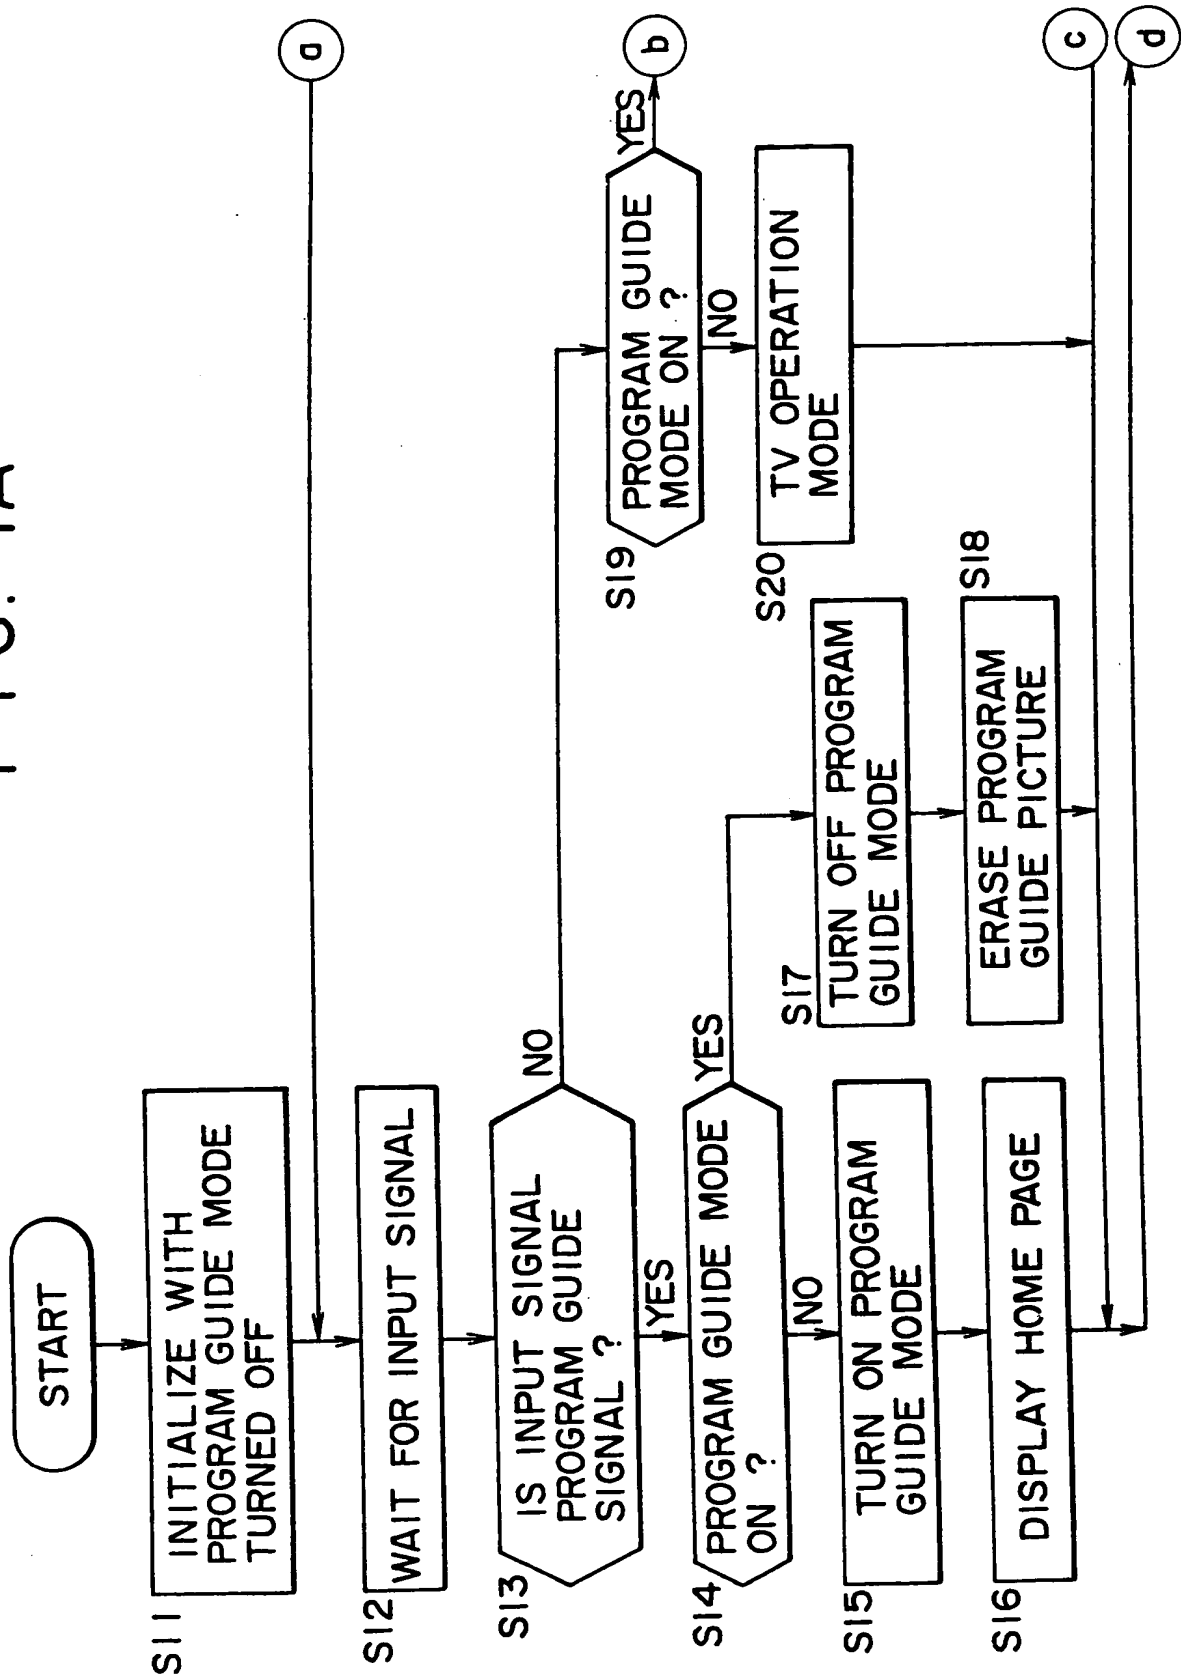 FIG.
START
S11
INITIALIZE WITH
PROGRAM GUIDE MODE
TURNED OFF
a
S12
WAIT FOR INPUT SIGNAL
S13
IS INPUT SIGNAL
PROGRAM GUIDE
SIGNAL ?
NO
YES
S14
PROGRAM GUIDE MODE
ON ?
YES
NO
S15
TURN ON PROGRAM
GUIDE MODE
S16
DISPLAY HOME PAGE
S17
TURN OFF PROGRAM
GUIDE MODE
S18
ERASE PROGRAM
GUIDE PICTURE
S19
PROGRAM GUIDE
MODE ON ?
YES
b
NO
S20
TV OPERATION
MODE
c
d